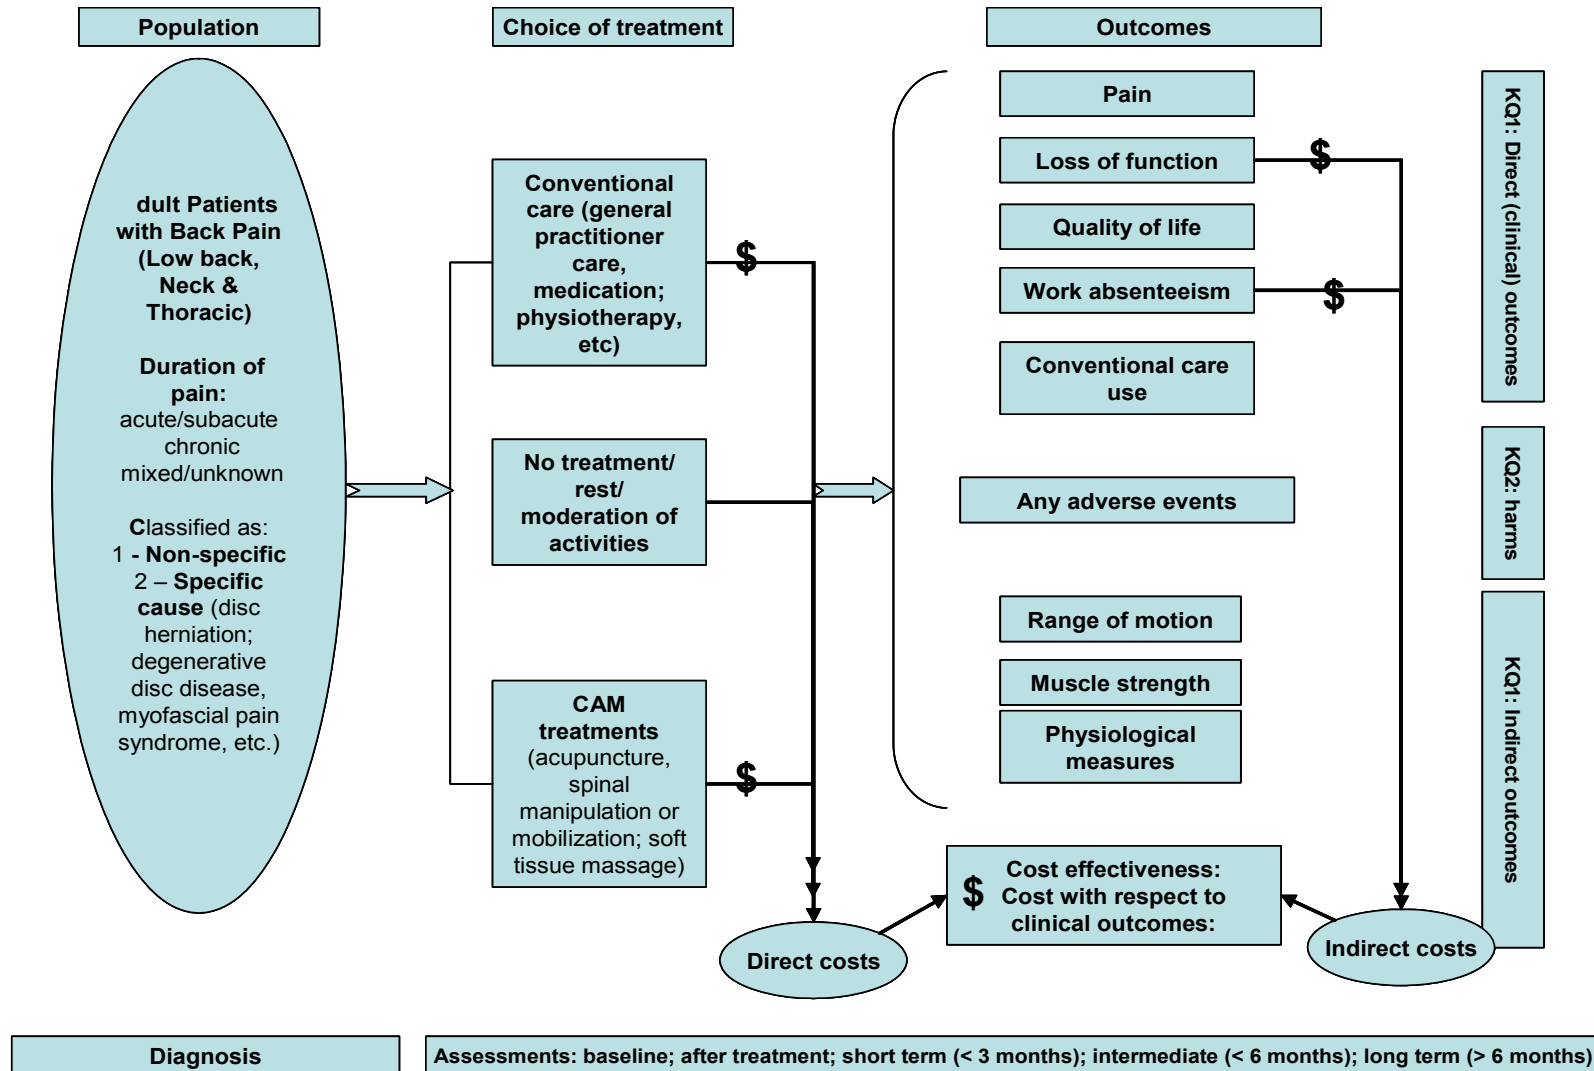 Population
Choice of treatment
Outcomes
dult Patients
with Back Pain
(Low back,
Neck &
Thoracic)
Duration of
pain:
acute/subacute
chronic
mixed/unknown
Classified as:
1 - Non-specific
2 – Specific
cause (disc
herniation;
degenerative
disc disease,
myofascial pain
syndrome, etc.)
Conventional
care (general
practitioner
care,
medication;
physiotherapy,
etc)
$
No treatment/
rest/
moderation of
activities
CAM
treatments
(acupuncture,
spinal
manipulation or
mobilization; soft
tissue massage)
$
Pain
Loss of function
$
Quality of life
Work absenteeism
$
Conventional care
use
Any adverse events
Range of motion
Muscle strength
Physiological
measures
KQ1: Direct (clinical) outcomes
KQ2: harms
KQ1: Indirect outcomes
Direct costs
$
Cost effectiveness:
Cost with respect to
clinical outcomes:
Indirect costs
Diagnosis
Assessments: baseline; after treatment; short term (< 3 months); intermediate (< 6 months); long term (> 6 months)